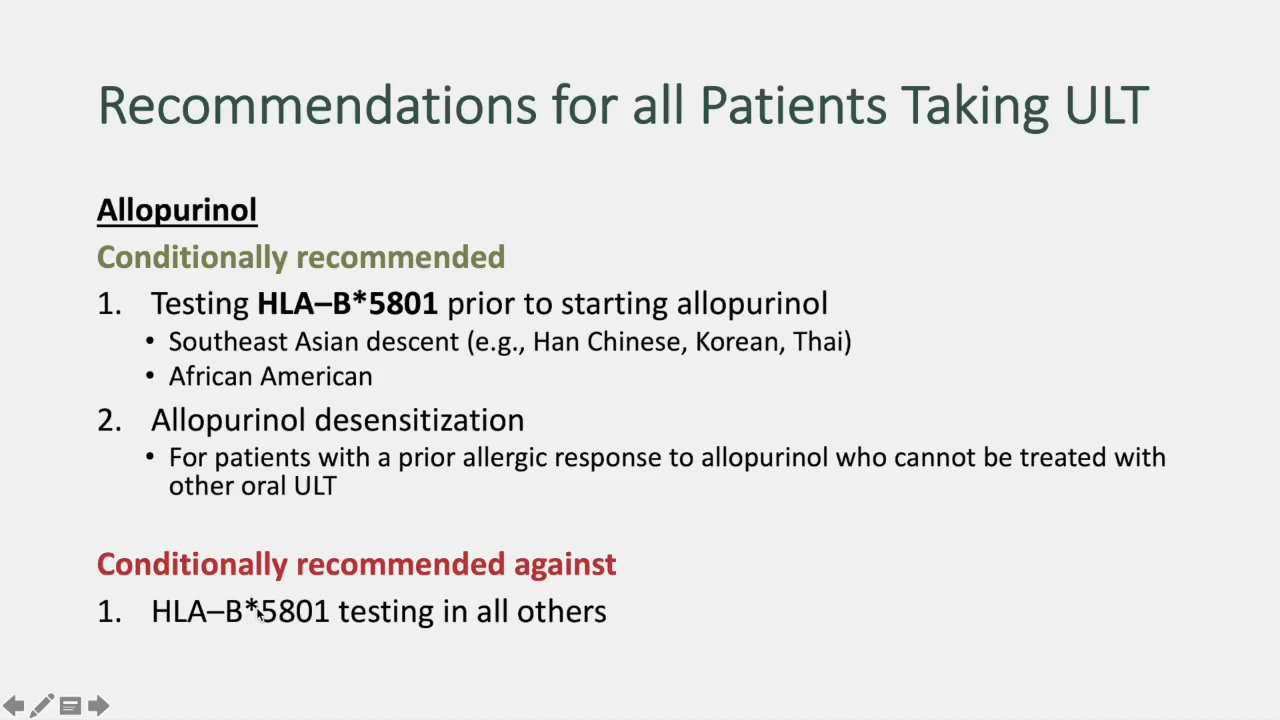 Recommendations for all Patients Taking ULT
Allopurinol
Conditionally recommended
1. Testing HLA–B*5801 prior to starting allopurinol
• Southeast Asian descent (e.g., Han Chinese, Korean, Thai)
• African American
2. Allopurinol desensitization
• For patients with a prior allergic response to allopurinol who cannot be treated with
other oral ULT
Conditionally recommended against
1. HLA–B*5801 testing in all others